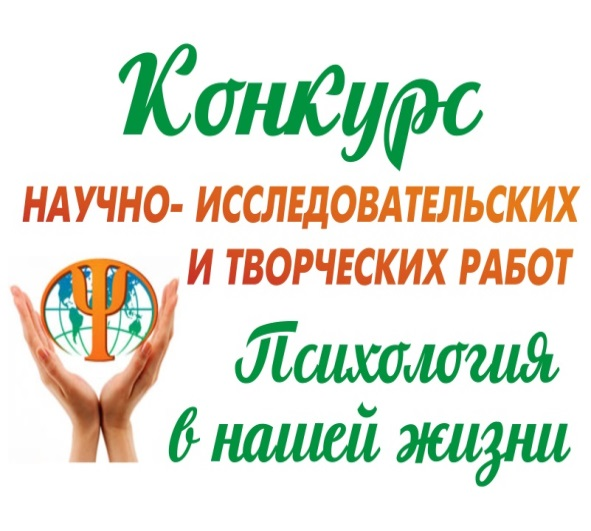 Конкурс
НАУЧНО- ИССЛЕДОВАТЕЛЬСКИХ
И ТВОРЧЕСКИХ РАБОТ
Ψ
Психология
в нашей жизни